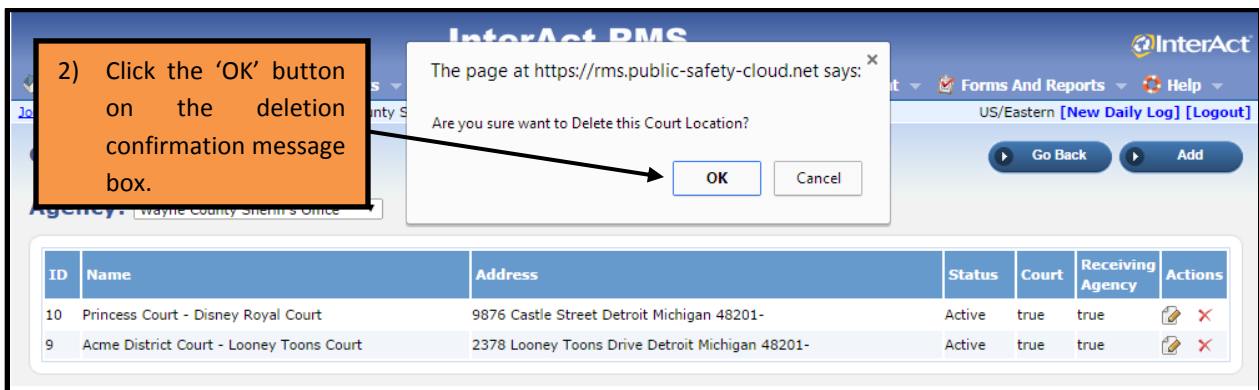 InterAct RMS
InterAct
2) Click the ‘OK’ button
on the deletion
confirmation message
box.
The page at https://rms.public-safety-cloud.net says: ×
Are you sure want to Delete this Court Location?
OK Cancel
Forms And Reports Help
US/Eastern [New Daily Log] [Logout]
Go Back Add
Agency: Wayne County Sheriff's Office
ID Name Address Status Court Receiving Agency Actions
10 Princess Court - Disney Royal Court 9876 Castle Street Detroit Michigan 48201- Active true true
9 Acme District Court - Looney Toons Court 2378 Looney Toons Drive Detroit Michigan 48201- Active true true